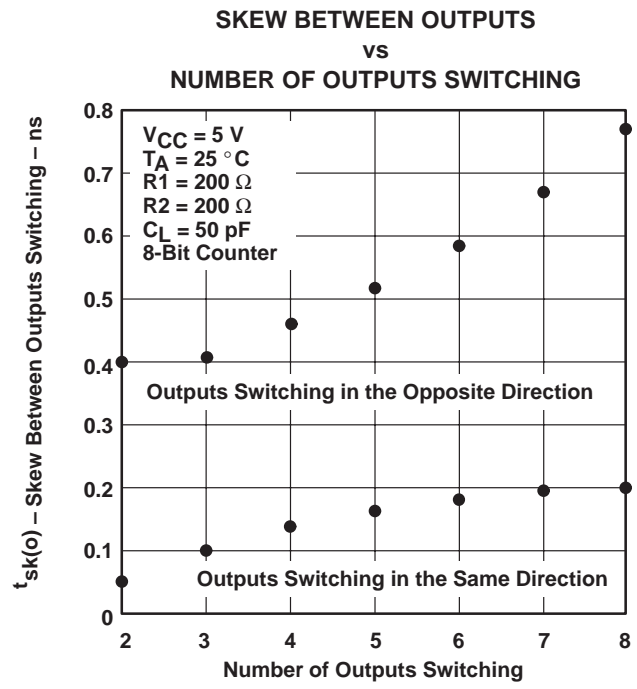 SKEW BETWEEN OUTPUTS
vs
NUMBER OF OUTPUTS SWITCHING
t sk(o) – Skew Between Outputs Switching – ns
0.8
0.7
0.6
0.5
0.4
0.3
0.2
0.1
0
VCC = 5 V
TA = 25 °C
R1 = 200 Ω
R2 = 200 Ω
CL = 50 pF
8-Bit Counter
Outputs Switching in the Opposite Direction
Outputs Switching in the Same Direction
2 3 4 5 6 7 8
Number of Outputs Switching